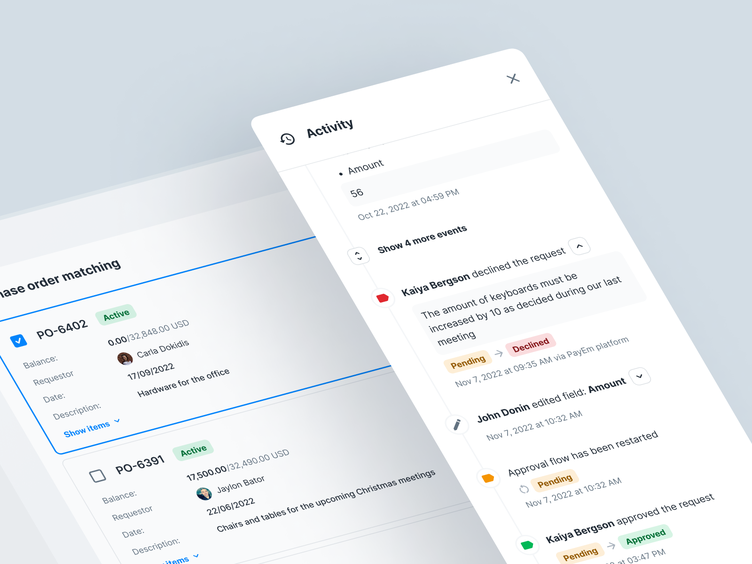 Activity
Amount
56
Oct 22, 2022 at 04:59 PM
Show 4 more events
Kaiya Bergson declined the request
The amount of keyboards must be
increased by 10 as decided during our last
meeting
Pending
Declined
Nov 7, 2022 at 09:35 AM via PayEm platform
John Donin edited field: Amount
Nov 7, 2022 at 10:32 AM
Approval flow has been restarted
Pending
Nov 7, 2022 at 10:32 AM
Kaiya Bergson approved the request
Pending
Approved
at 03:47 PM
order matching
PO-6402
Active
Balance:
0.00/32,848.00 USD
Requestor
Carla Dokidis
Date:
17/09/2022
Description:
Hardware for the office
Show items
PO-6391
Active
Balance:
17,500.00/32,490.00 USD
Requestor
Jaylon Bator
Date:
22/06/2022
Description:
Chairs and tables for the upcoming Christmas meetings
items